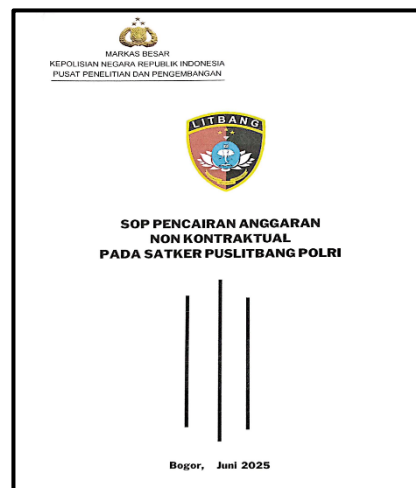 MARKAS BESAR
KEPOLISIAN NEGARA REPUBLIK INDONESIA
PUSAT PENELITIAN DAN PENGEMBANGAN
LITBANG
SOP PENCAIRAN ANGGARAN
NON KONTRAKTUAL
PADA SATKER PUSLITBANG POLRI
Bogor, Juni 2025